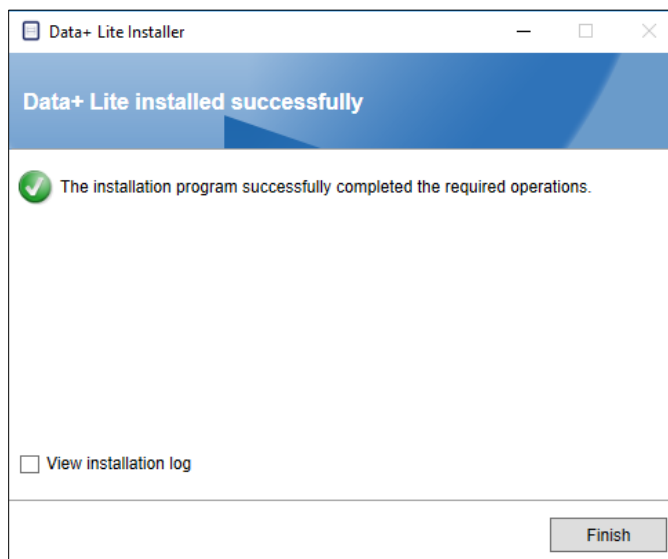 Data+ Lite Installer
Data+ Lite installed successfully
The installation program successfully completed the required operations.
View installation log
Finish